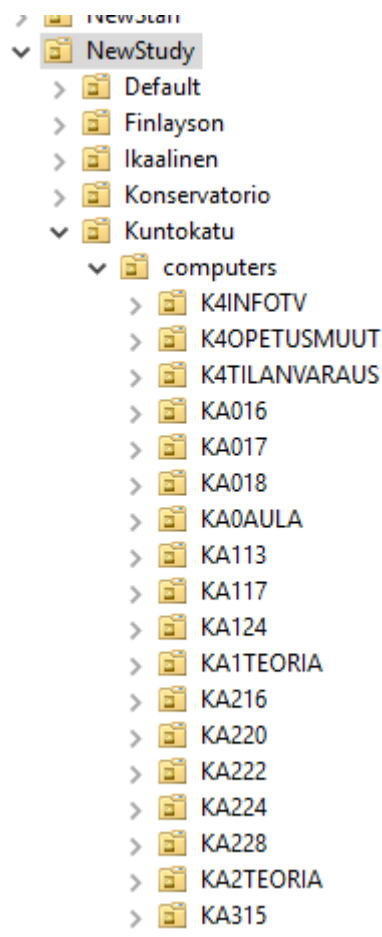 NewStaff
NewStudy
Default
Finlayson
Ikaalinen
Konservatorio
Kuntokatu
computers
K4INFOTV
K4OPETUSMUUT
K4TILANVARAUS
KA016
KA017
KA018
KA0AULA
KA113
KA117
KA124
KA1TEORIA
KA216
KA220
KA222
KA224
KA228
KA2TEORIA
KA315